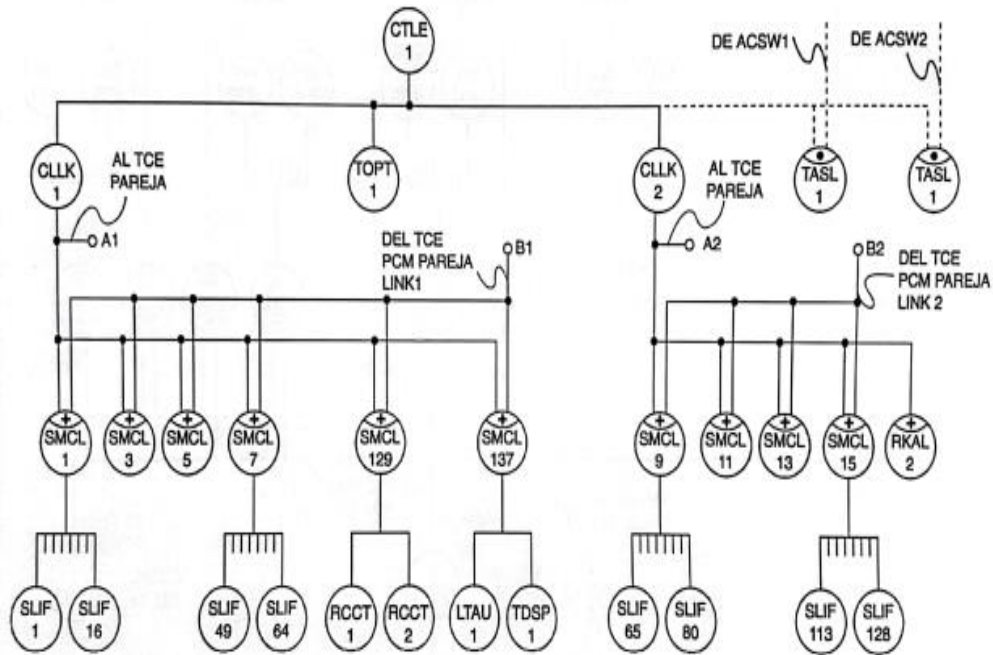 CTLE
1
DE ACSW1
DE ACSW2
CLLK
1
AL TCE
PAREJA
TOPT
1
CLLK
2
AL TCE
PAREJA
TASL
1
TASL
1
A1
DEL TCE
PCM PAREJA
LINK1
B1
A2
B2
DEL TCE
PCM PAREJA
LINK 2
+
SMCL
1
+
SMCL
3
+
SMCL
5
+
SMCL
7
+
SMCL
129
+
SMCL
137
+
SMCL
9
+
SMCL
11
+
SMCL
13
+
SMCL
15
+
RKAL
2
SLIF
1
SLIF
16
SLIF
49
SLIF
64
RCCT
1
RCCT
2
LTAU
1
TDSP
1
SLIF
65
SLIF
80
SLIF
113
SLIF
128